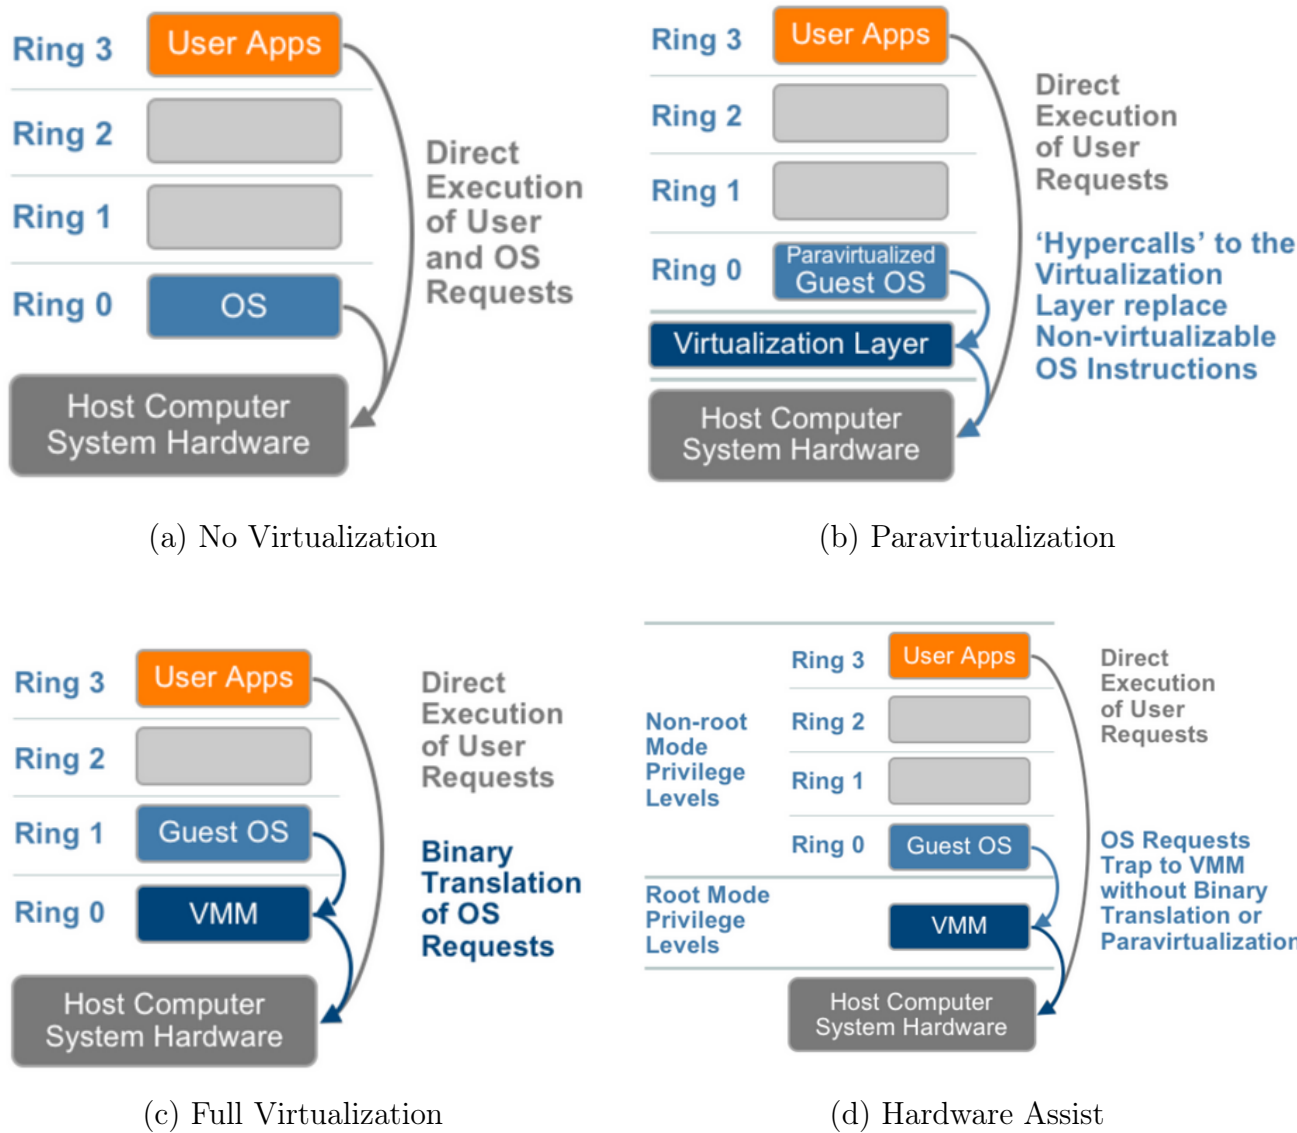 Ring 3
User Apps
Ring 2
Ring 1
Ring 0
OS
Host Computer
System Hardware
Direct
Execution
of User
and OS
Requests
(a) No Virtualization
Ring 3
User Apps
Ring 2
Ring 1
Ring 0
Paravirtualized
Guest OS
Virtualization Layer
Host Computer
System Hardware
Direct
Execution
of User
Requests
‘Hypercalls’ to the
Virtualization
Layer replace
Non-virtualizable
OS Instructions
(b) Paravirtualization
Ring 3
User Apps
Ring 2
Ring 1
Guest OS
Ring 0
VMM
Host Computer
System Hardware
Direct
Execution
of User
Requests
Binary
Translation
of OS
Requests
(c) Full Virtualization
Non-root
Mode
Privilege
Levels
Ring 3
User Apps
Ring 2
Ring 1
Ring 0
Guest OS
Root Mode
Privilege
Levels
VMM
Host Computer
System Hardware
Direct
Execution
of User
Requests
OS Requests
Trap to VMM
without Binary
Translation or
Paravirtualization
(d) Hardware Assist